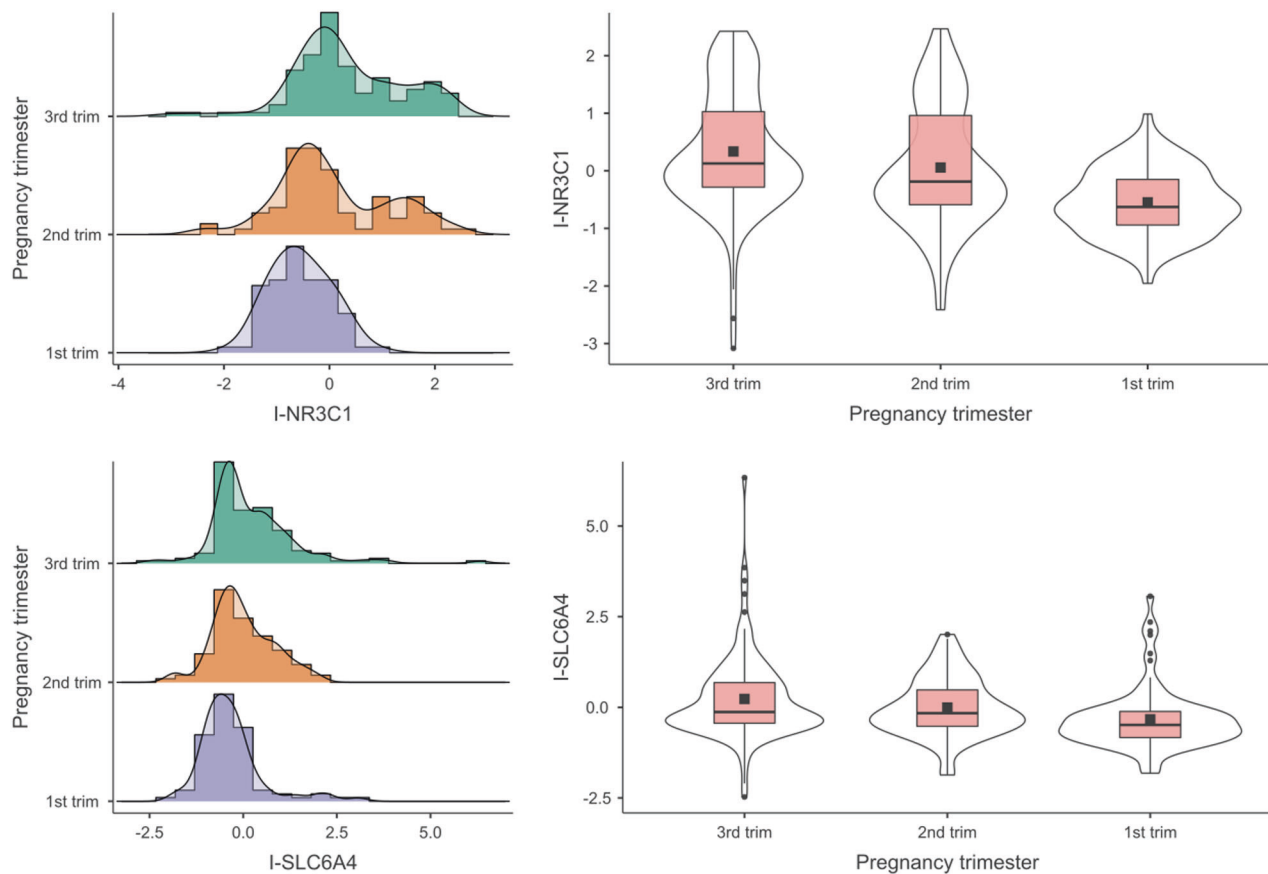 Pregnancy trimester
3rd trim
2nd trim
1st trim
-4 -2 0 2
I-NR3C1
I-NR3C1
2
1
0
-1
-2
-3
3rd trim 2nd trim 1st trim
Pregnancy trimester
Pregnancy trimester
3rd trim
2nd trim
1st trim
-2.5 0.0 2.5 5.0
I-SLC6A4
I-SLC6A4
5.0
2.5
0.0
-2.5
3rd trim 2nd trim 1st trim
Pregnancy trimester